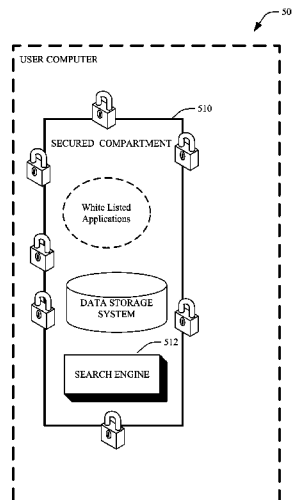 50
USER COMPUTER
510
SECURED COMPARTMENT
White Listed
Applications
DATA STORAGE
SYSTEM
512
SEARCH ENGINE